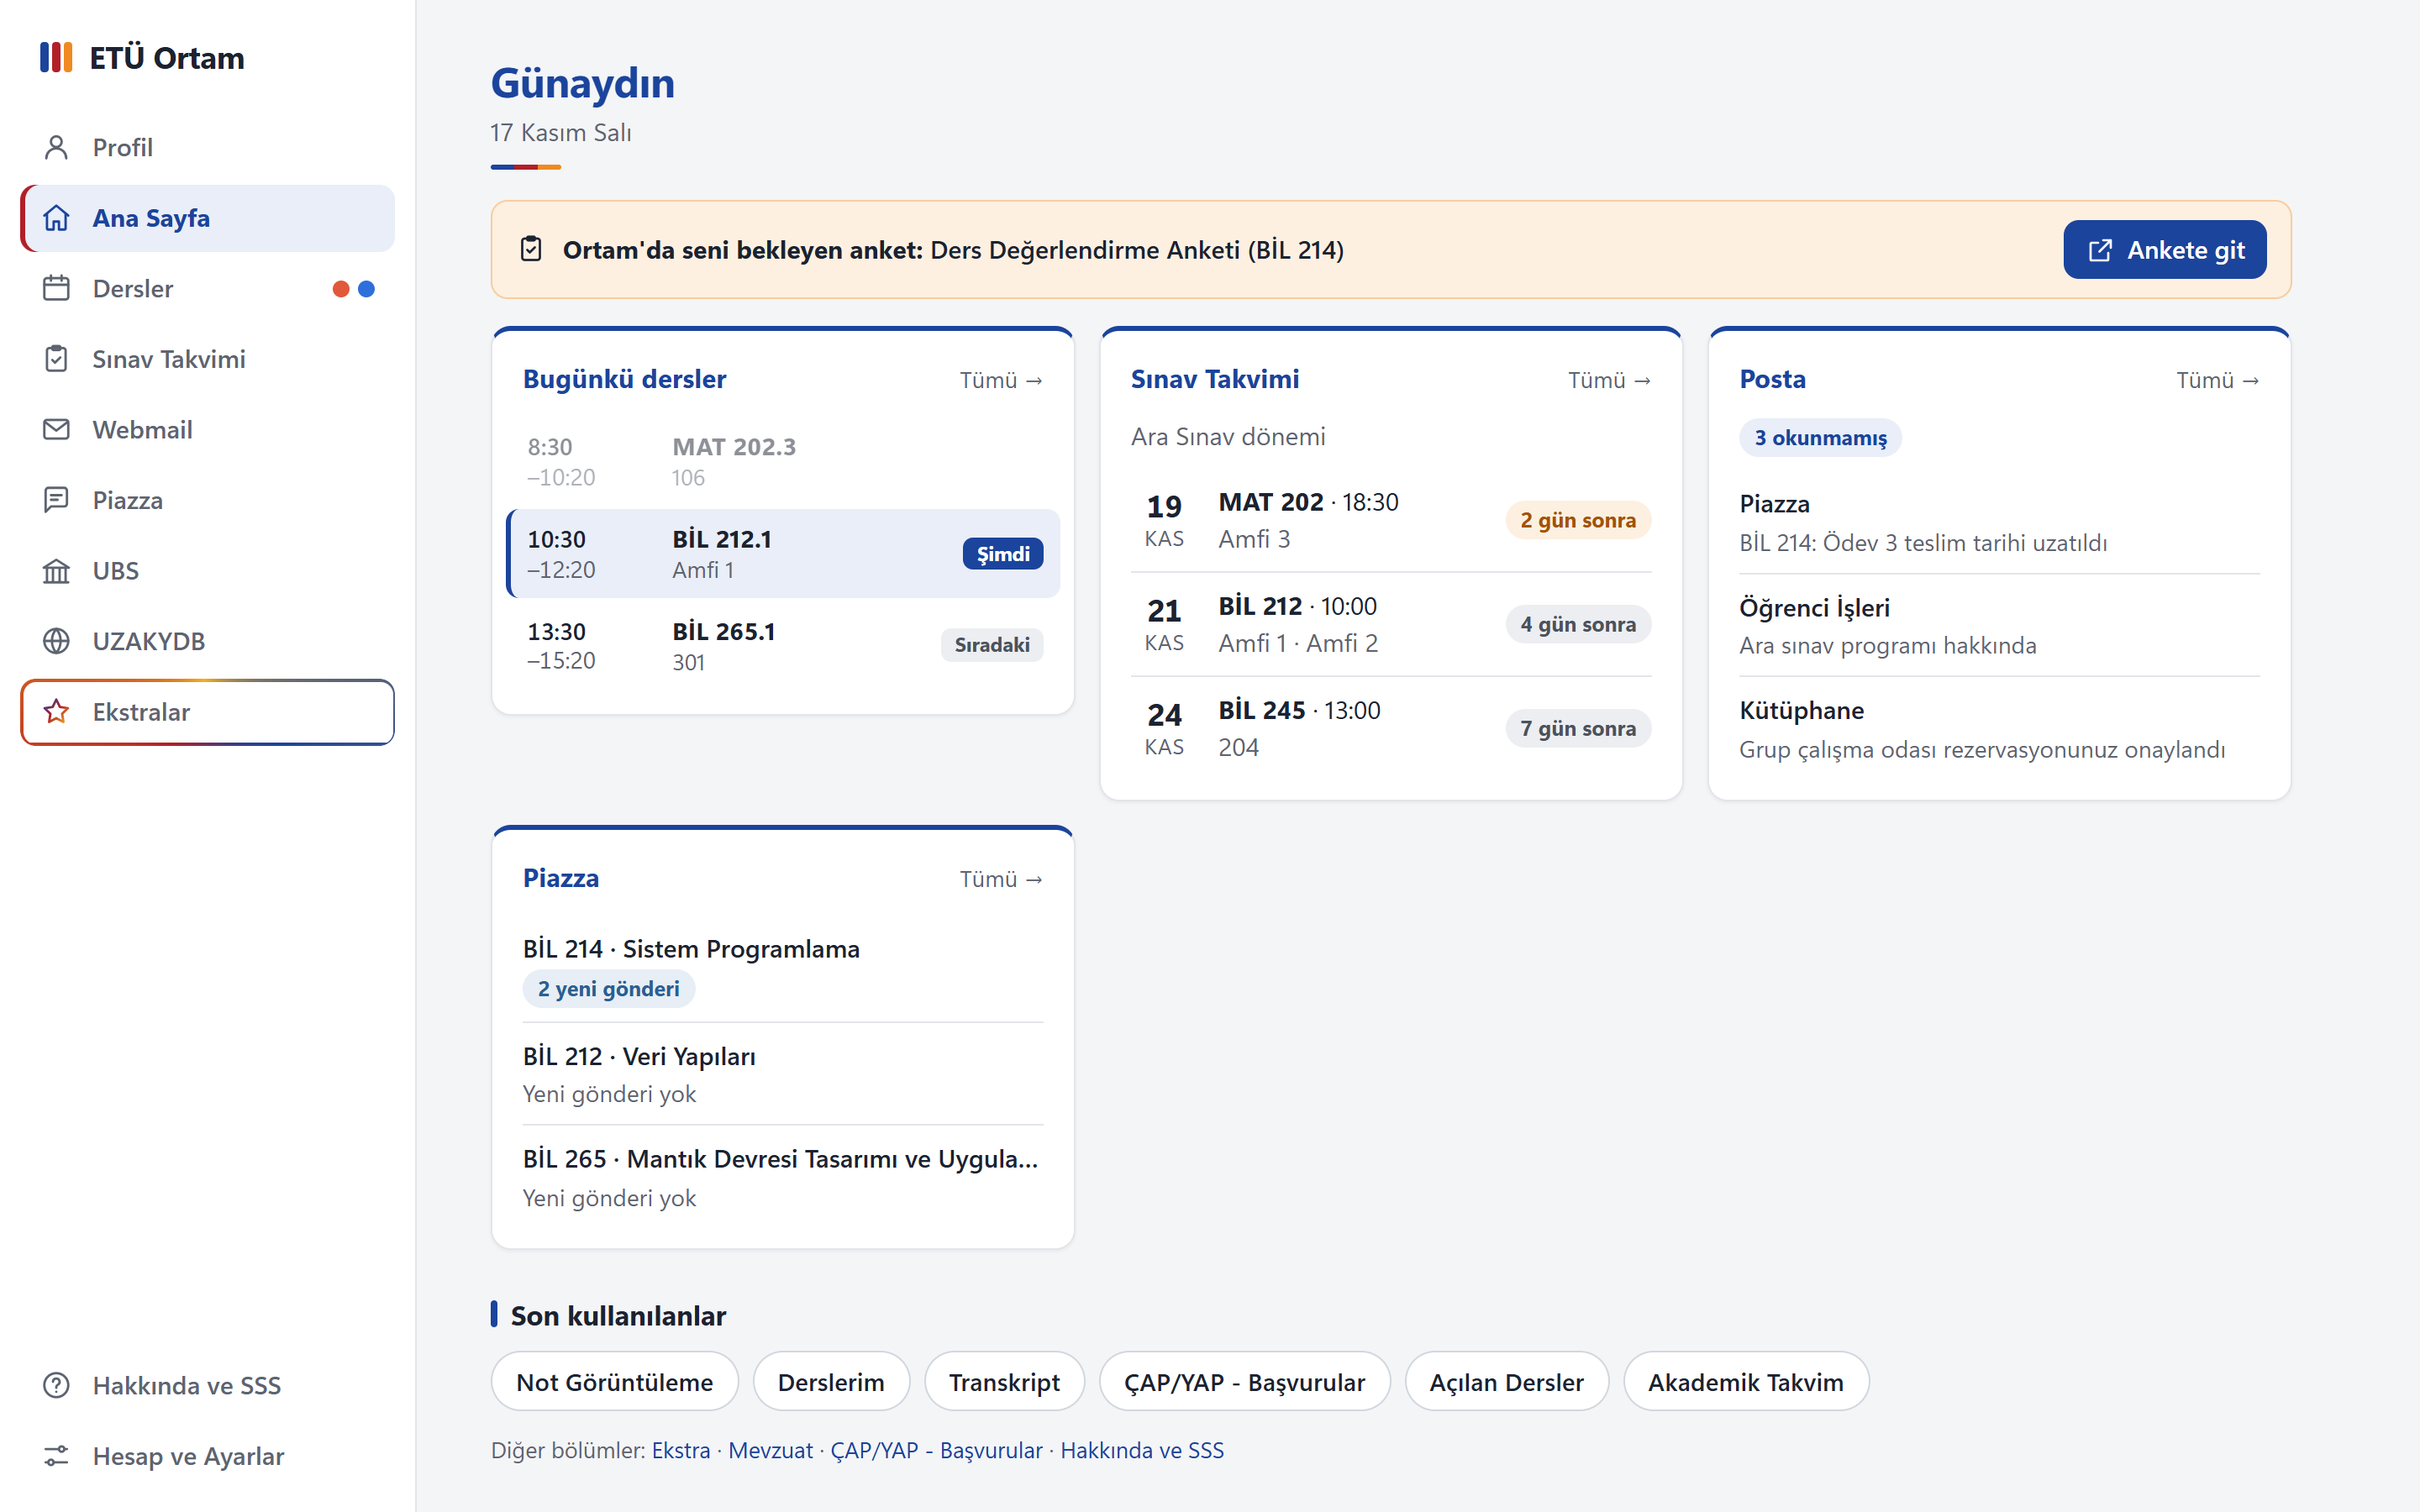 ETÜ Ortam
Profil
Ana Sayfa
Dersler
Sınav Takvimi
Webmail
Piazza
UBS
UZAKYDB
Ekstralar
Hakkında ve SSS
Hesap ve Ayarlar
Günaydın
17 Kasım Salı
Ortam'da seni bekleyen anket: Ders Değerlendirme Anketi (BİL 214)
Ankete git
Bugünkü dersler
Tümü →
8:30
–10:20
MAT 202.3
106
10:30
–12:20
BİL 212.1
Amfi 1
Şimdi
13:30
–15:20
BİL 265.1
301
Sıradaki
Sınav Takvimi
Tümü →
Ara Sınav dönemi
19
KAS
MAT 202 · 18:30
Amfi 3
2 gün sonra
21
KAS
BİL 212 · 10:00
Amfi 1 · Amfi 2
4 gün sonra
24
KAS
BİL 245 · 13:00
204
7 gün sonra
Posta
Tümü →
3 okunmamış
Piazza
BİL 214: Ödev 3 teslim tarihi uzatıldı
Öğrenci İşleri
Ara sınav programı hakkında
Kütüphane
Grup çalışma odası rezervasyonunuz onaylandı
Piazza
Tümü →
BİL 214 · Sistem Programlama
2 yeni gönderi
BİL 212 · Veri Yapıları
Yeni gönderi yok
BİL 265 · Mantık Devresi Tasarımı ve Uygula...
Yeni gönderi yok
Son kullanılanlar
Not Görüntüleme
Derslerim
Transkript
ÇAP/YAP - Başvurular
Açılan Dersler
Akademik Takvim
Diğer bölümler: Ekstra · Mevzuat · ÇAP/YAP - Başvurular · Hakkında ve SSS